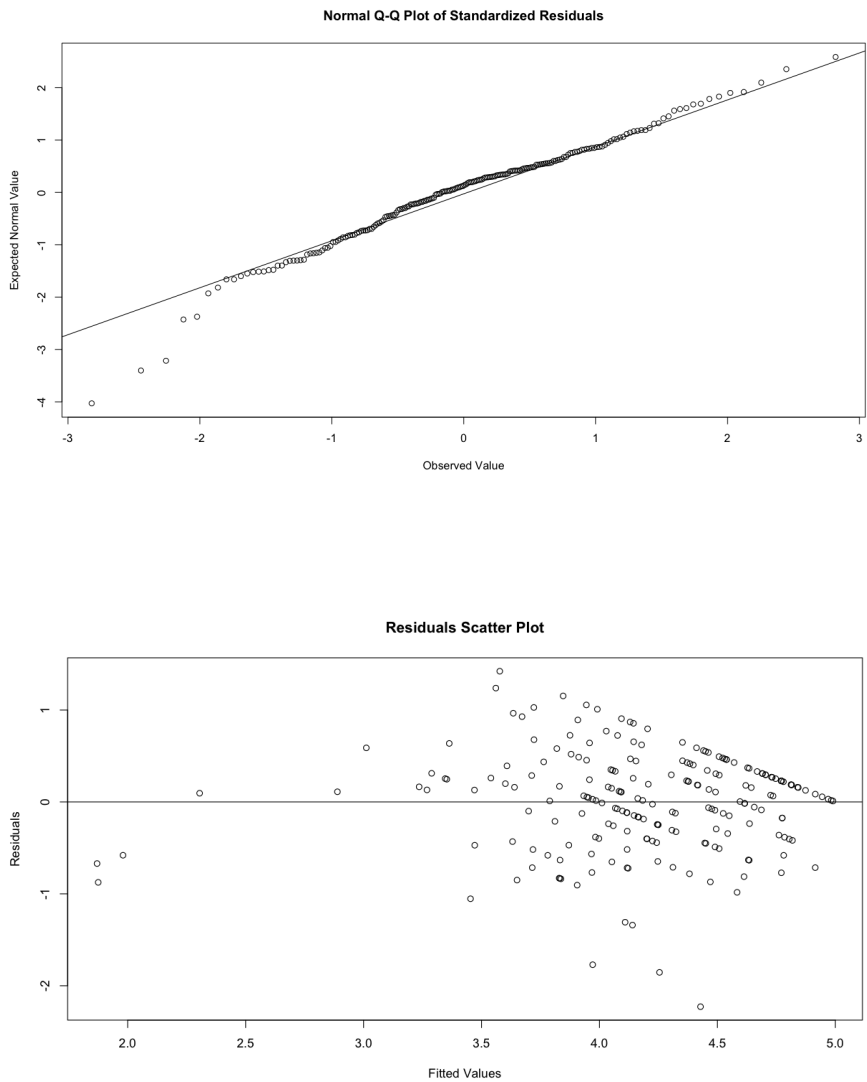 Normal Q-Q Plot of Standardized Residuals
2
1
0
-1
-2
-3
-4
Expected Normal Value
-3 -2 -1 0 1 2 3
Observed Value
Residuals Scatter Plot
1
0
-1
-2
Residuals
2.0 2.5 3.0 3.5 4.0 4.5 5.0
Fitted Values